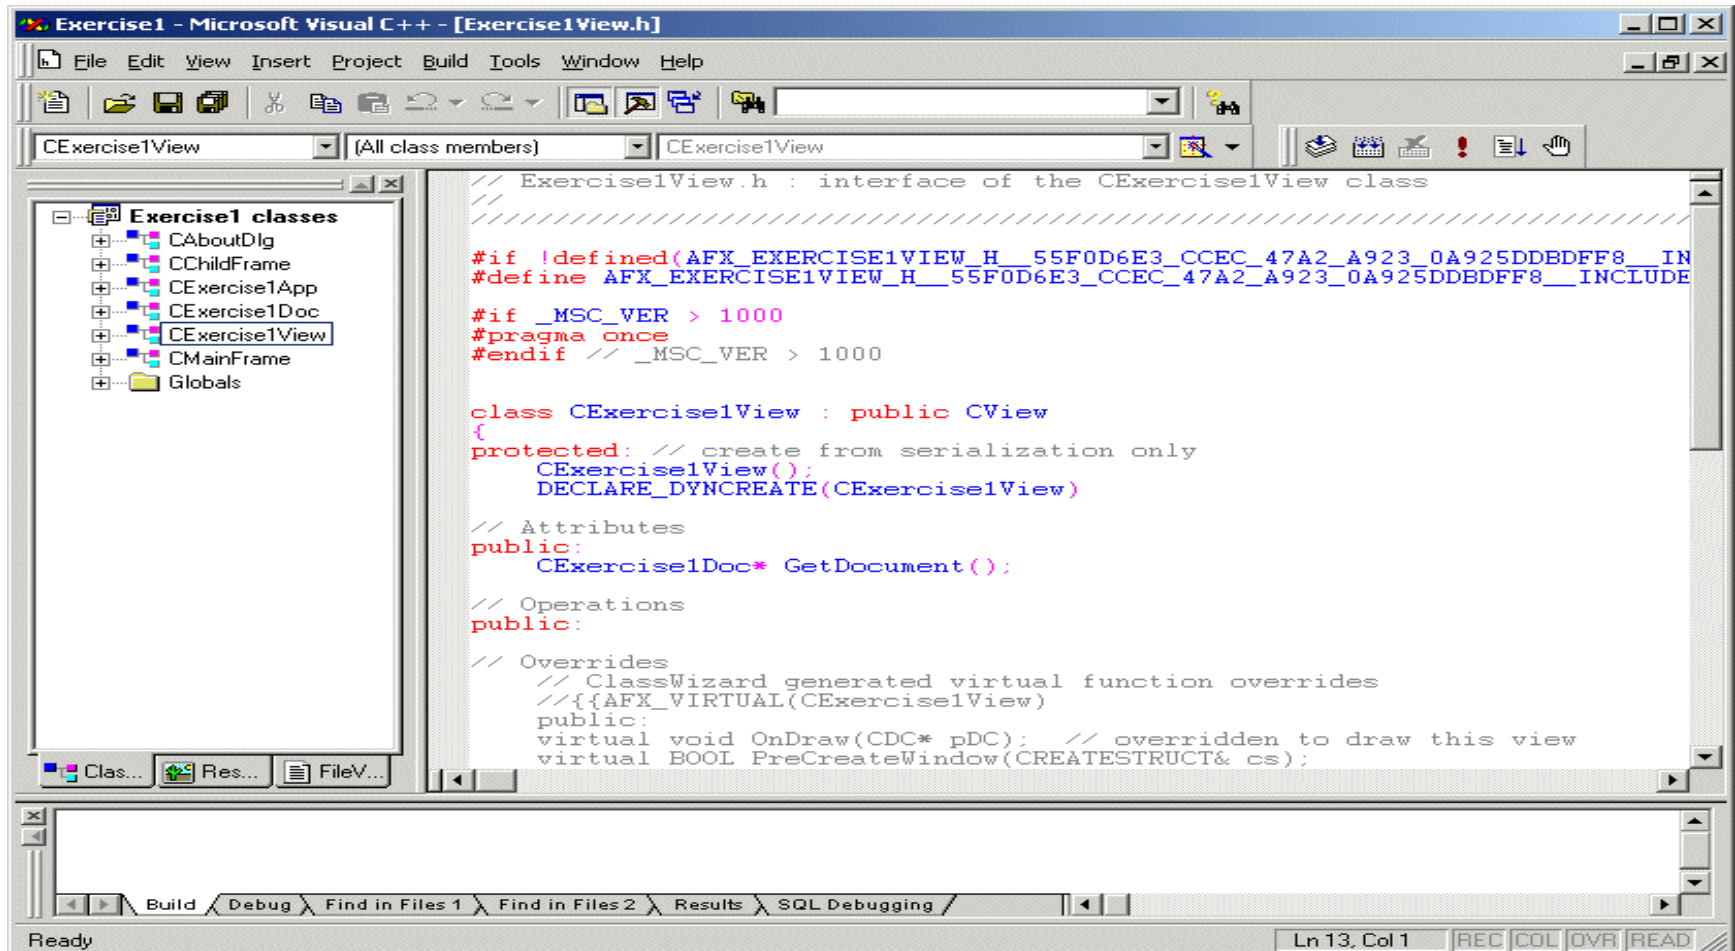 Exercise1 - Microsoft Visual C++ - [Exercise1View.h]
File Edit View Insert Project Build Tools Window Help
CExercise1View (All class members) CExercise1View
Exercise1 classes
CAboutDlg
CChildFrame
CExercise1App
CExercise1Doc
CExercise1View
CMainFrame
Globals
Clas... Res... FileV...
// Exercise1View.h : interface of the CExercise1View class
//
/////////////////////////////////////////////////////////////////////////////
#if !defined(AFX_EXERCISE1VIEW_H__55F0D6E3_CCEC_47A2_A923_0A925DDBDFF8__IN
#define AFX_EXERCISE1VIEW_H__55F0D6E3_CCEC_47A2_A923_0A925DDBDFF8__INCLUDE
#if _MSC_VER > 1000
#pragma once
#endif // _MSC_VER > 1000
class CExercise1View : public CView
{
protected: // create from serialization only
CExercise1View();
DECLARE_DYNCREATE(CExercise1View)
// Attributes
public:
CExercise1Doc* GetDocument();
// Operations
public:
// Overrides
// ClassWizard generated virtual function overrides
//{{AFX_VIRTUAL(CExercise1View)
public:
virtual void OnDraw(CDC* pDC); // overridden to draw this view
virtual BOOL PreCreateWindow(CREATESTRUCT& cs);
Build Debug Find in Files 1 Find in Files 2 Results SQL Debugging
Ready Ln 13, Col 1 REC COL OVR READ